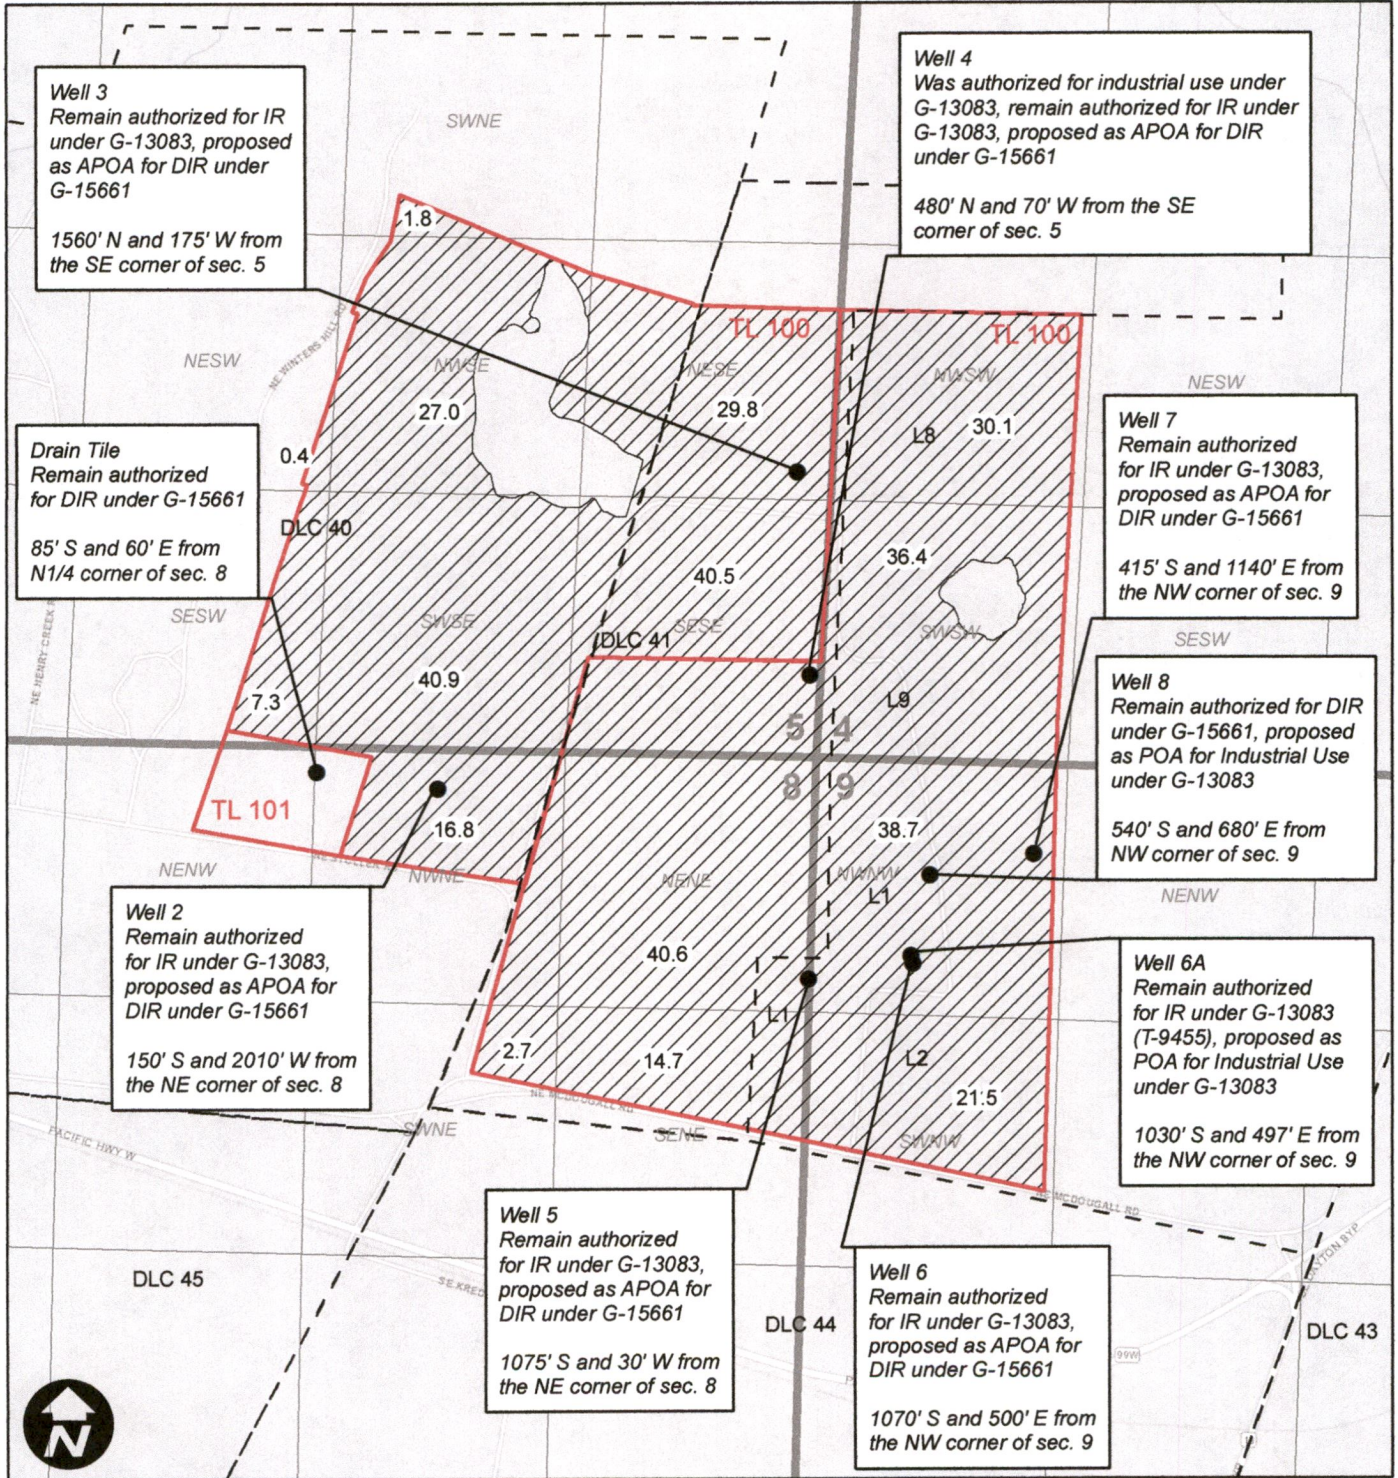 Well 3
Remain authorized for IR
under G-13083, proposed
as APOA for DIR under
G-15661
1560' N and 175' W from
the SE corner of sec. 5
SWNE
Well 4
Was authorized for industrial use under
G-13083, remain authorized for IR under
G-13083, proposed as APOA for DIR
under G-15661
480' N and 70' W from the SE
corner of sec. 5
1.8
TL 100
TL 100
NE WINTERS HILL RD
NESW
NWSE
NESE
NWSW
NESW
27.0
29.8
30.1
L8
0.4
Drain Tile
Remain authorized
for DIR under G-15661
85' S and 60' E from
N1/4 corner of sec. 8
Well 7
Remain authorized
for IR under G-13083,
proposed as APOA for
DIR under G-15661
415' S and 1140' E from
the NW corner of sec. 9
DLC 40
36.4
40.5
SESW
SWSE
SESE
SWSW
SESW
DLC 41
NE HENRY CREEK
40.9
7.3
L9
5
4
8
9
Well 8
Remain authorized for DIR
under G-15661, proposed
as POA for Industrial Use
under G-13083
540' S and 680' E from
NW corner of sec. 9
TL 101
16.8
38.7
NE STOLLER
NENW
NWNE
NENE
NWNW
L1
NENW
Well 2
Remain authorized
for IR under G-13083,
proposed as APOA for
DIR under G-15661
150' S and 2010' W from
the NE corner of sec. 8
40.6
Well 6A
Remain authorized
for IR under G-13083
(T-9455), proposed as
POA for Industrial Use
under G-13083
1030' S and 497' E from
the NW corner of sec. 9
L1
2.7
14.7
L2
21.5
NE MCDOUGALL RD
PACIFIC HWY W
SWNE
SENE
SWNW
NE MCDOUGALL RD
Well 5
Remain authorized
for IR under G-13083,
proposed as APOA for
DIR under G-15661
1075' S and 30' W from
the NE corner of sec. 8
Well 6
Remain authorized
for IR under G-13083,
proposed as APOA for
DIR under G-15661
1070' S and 500' E from
the NW corner of sec. 9
DLC 45
DLC 44
DLC 43
99W
N